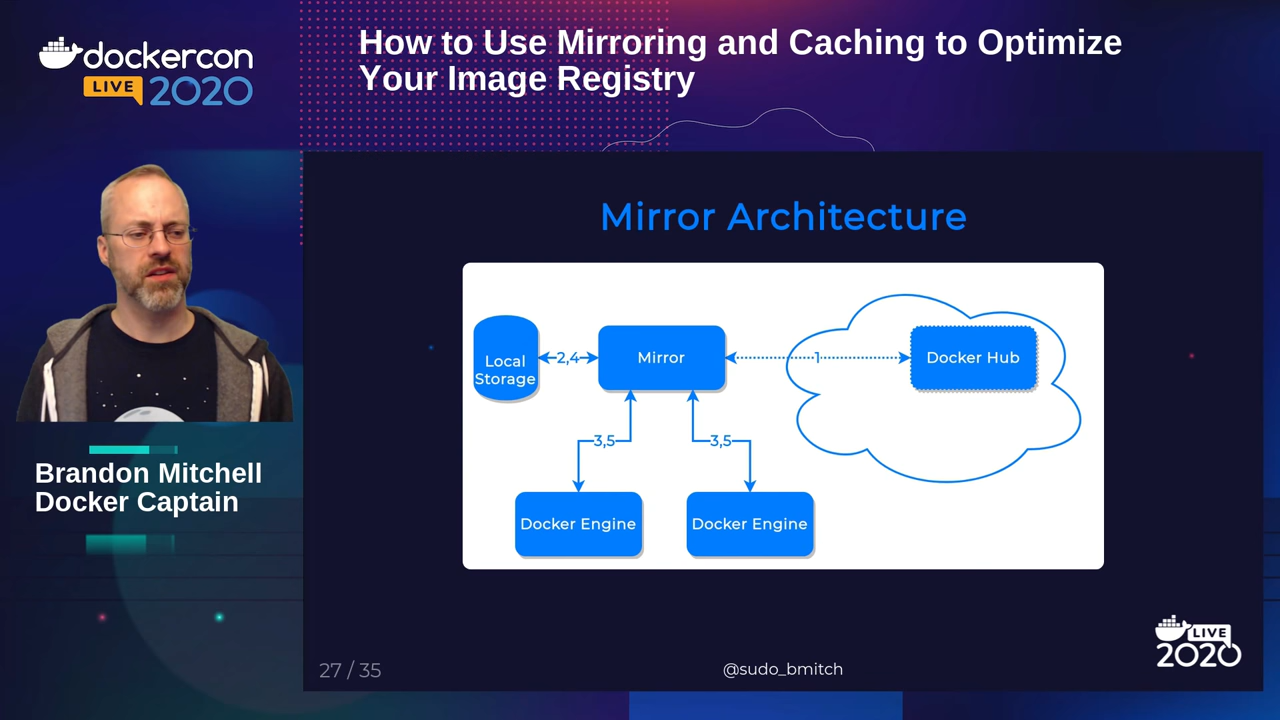 dockercon
LIVE 2020
How to Use Mirroring and Caching to Optimize
Your Image Registry
Mirror Architecture
Local
Storage
2,4
Mirror
1
Docker Hub
3,5
3,5
Docker Engine
Docker Engine
Brandon Mitchell
Docker Captain
27 / 35
@sudo_bmitch
LIVE
2020